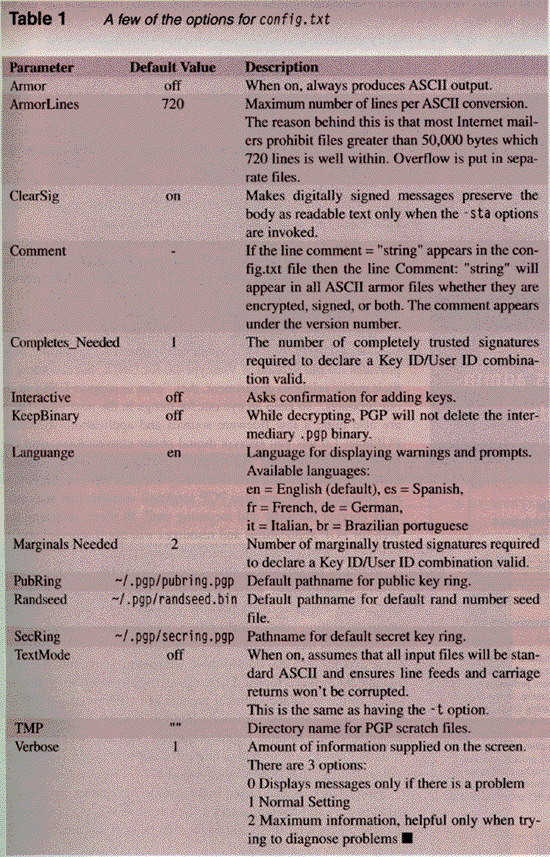 Table 1 A few of the options for config.txt
Parameter Default Value Description
Armor off When on, always produces ASCII output.
ArmorLines 720 Maximum number of lines per ASCII conversion.
The reason behind this is that most Internet mail-
ers prohibit files greater than 50,000 bytes which
720 lines is well within. Overflow is put in sepa-
rate files.
ClearSig on Makes digitally signed messages preserve the
body as readable text only when the -sta options
are invoked.
Comment - If the line comment = "string" appears in the con-
fig.txt file then the line Comment: "string" will
appear in all ASCII armor files whether they are
encrypted, signed, or both. The comment appears
under the version number.
Completes_Needed 1 The number of completely trusted signatures
required to declare a Key ID/User ID combina-
tion valid.
Interactive off Asks confirmation for adding keys.
KeepBinary off While decrypting, PGP will not delete the inter-
mediary .pgp binary.
Languange en Language for displaying warnings and prompts.
Available languages:
en = English (default), es = Spanish,
fr = French, de = German,
it = Italian, br = Brazilian portuguese
Marginals Needed 2 Number of marginally trusted signatures required
to declare a Key ID/User ID combination valid.
PubRing ~/.pgp/pubring.pgp Default pathname for public key ring.
Randseed ~/.pgp/randseed.bin Default pathname for default rand number seed
file.
SecRing ~/.pgp/secring.pgp Pathname for default secret key ring.
TextMode off When on, assumes that all input files will be stan-
dard ASCII and ensures line feeds and carriage
returns won't be corrupted.
This is the same as having the -t option.
TMP "" Directory name for PGP scratch files.
Verbose 1 Amount of information supplied on the screen.
There are 3 options:
0 Displays messages only if there is a problem
1 Normal Setting
2 Maximum information, helpful only when try-
ing to diagnose problems ■